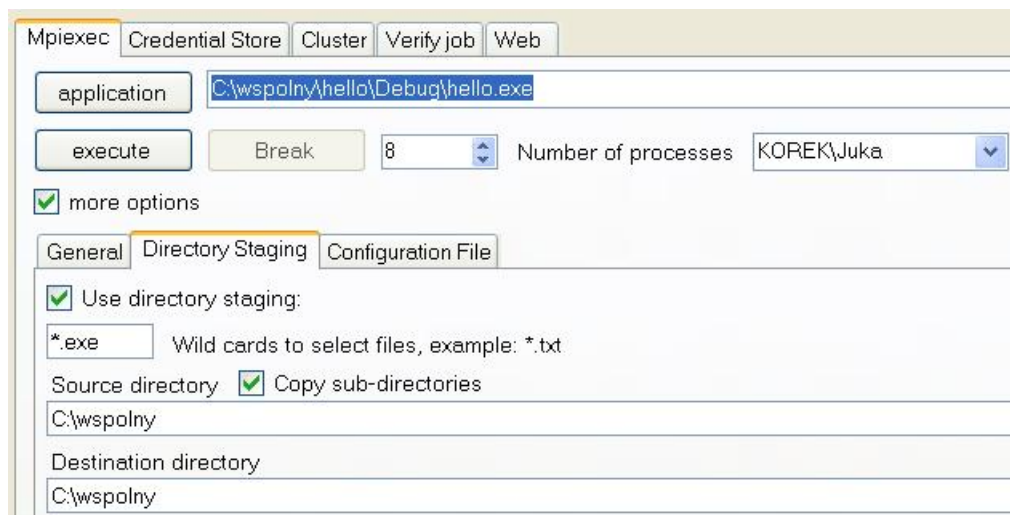 Mpiexec Credential Store Cluster Verify job Web
application C:\wspolny\hello\Debug\hello.exe
execute Break 8 Number of processes KOREK\Juka
more options
General Directory Staging Configuration File
Use directory staging:
*.exe Wild cards to select files, example: *.txt
Source directory Copy sub-directories
C:\wspolny
Destination directory
C:\wspolny